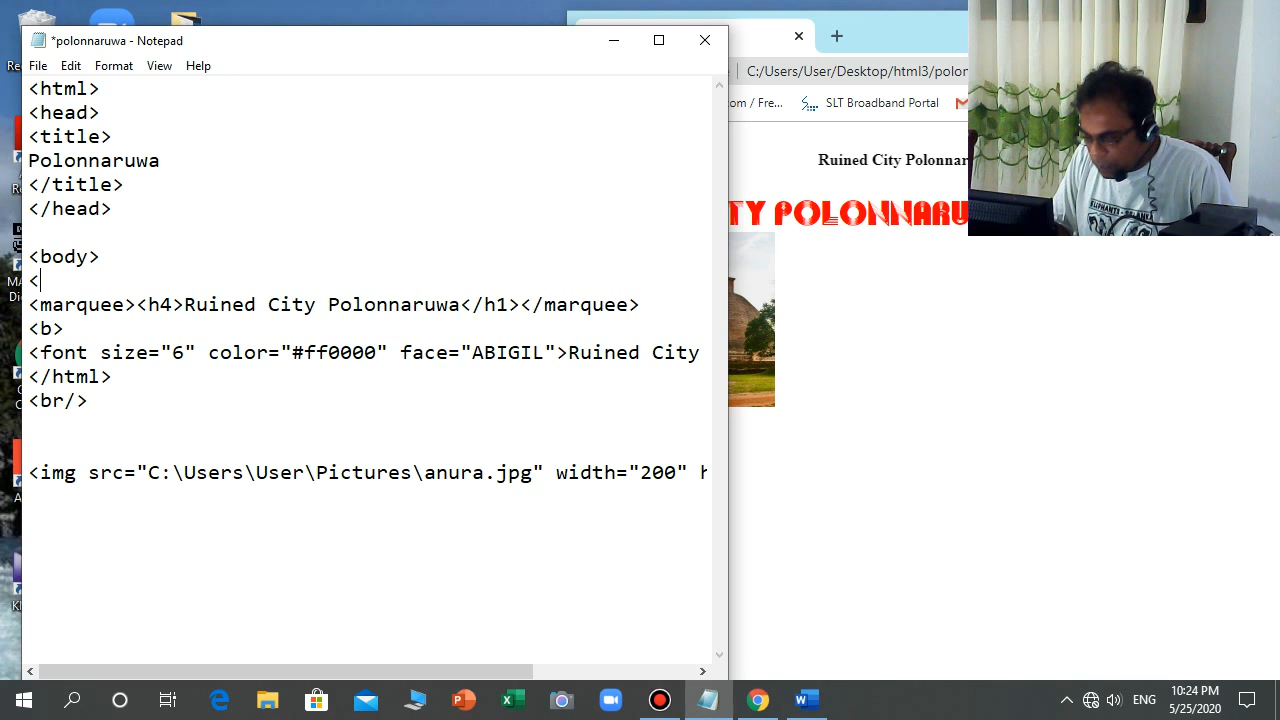 *polonnaruwa - Notepad
File Edit Format View Help
<html>
<head>
<title>
Polonnaruwa
</title>
</head>
<body>
<
<marquee><h4>Ruined City Polonnaruwa</h1></marquee>
<b>
<font size="6" color="#ff0000" face="ABIGIL">Ruined City
</html>
<br/>
<img src="C:\Users\User\Pictures\anura.jpg" width="200" h
C:/Users/User/Desktop/html3/polon
om / Fre... SLT Broadband Portal
Ruined City Polonnar
TY POLONNARU
ENG
10:24 PM
5/25/2020